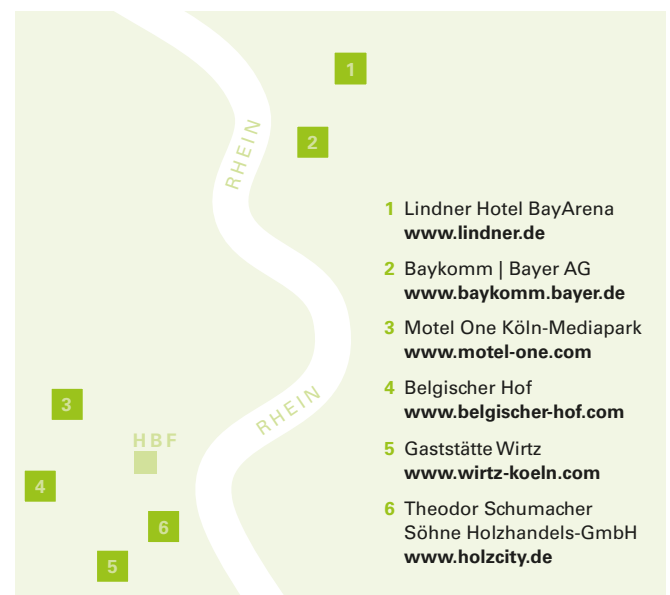 1
2
RHEIN
1 Lindner Hotel BayArena
www.lindner.de
2 Baykomm | Bayer AG
www.baykomm.bayer.de
3 Motel One Köln-Mediapark
www.motel-one.com
4 Belgischer Hof
www.belgischer-hof.com
5 Gaststätte Wirtz
www.wirtz-koeln.com
6 Theodor Schumacher
Söhne Holzhandels-GmbH
www.holzcity.de
RHEIN
3
HBF
4
6
5